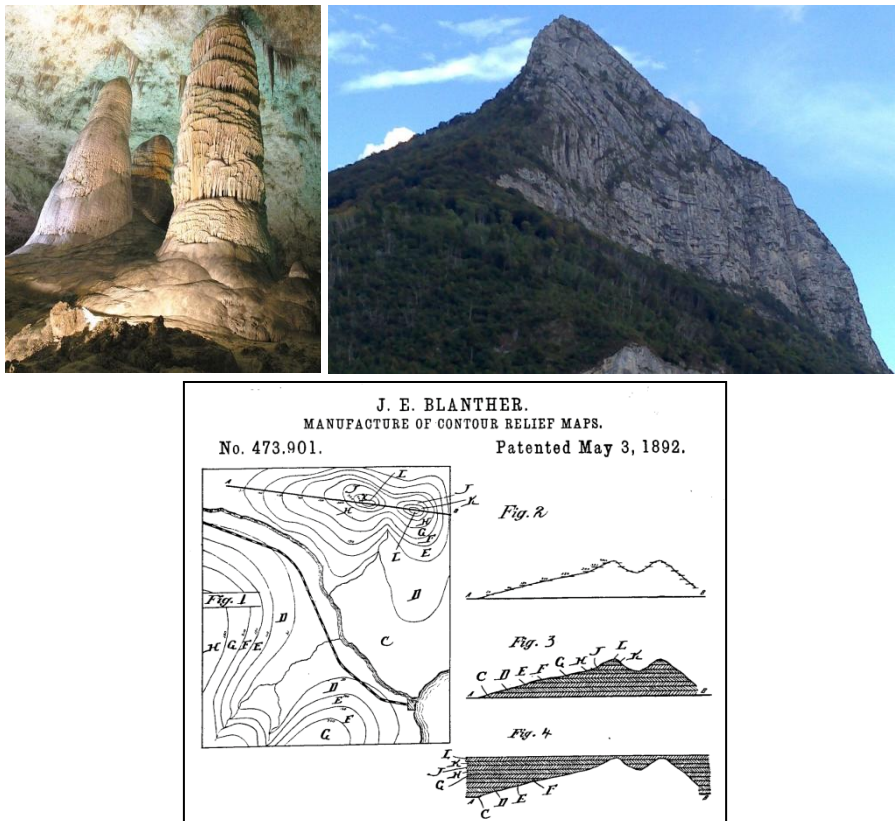 J. E. BLANTHER.
MANUFACTURE OF CONTOUR RELIEF MAPS.
No. 473.901. Patented May 3, 1892.
A
L
J
K
H
J
K
B
H
G
F
E
L
D
C
Fig. 1
D
H G F E
D
E
F
G
Fig. 2
A B
Fig. 3
C D E F G H J L K
A B
Fig. 4
L
K
J
H
G
A B
C D E F